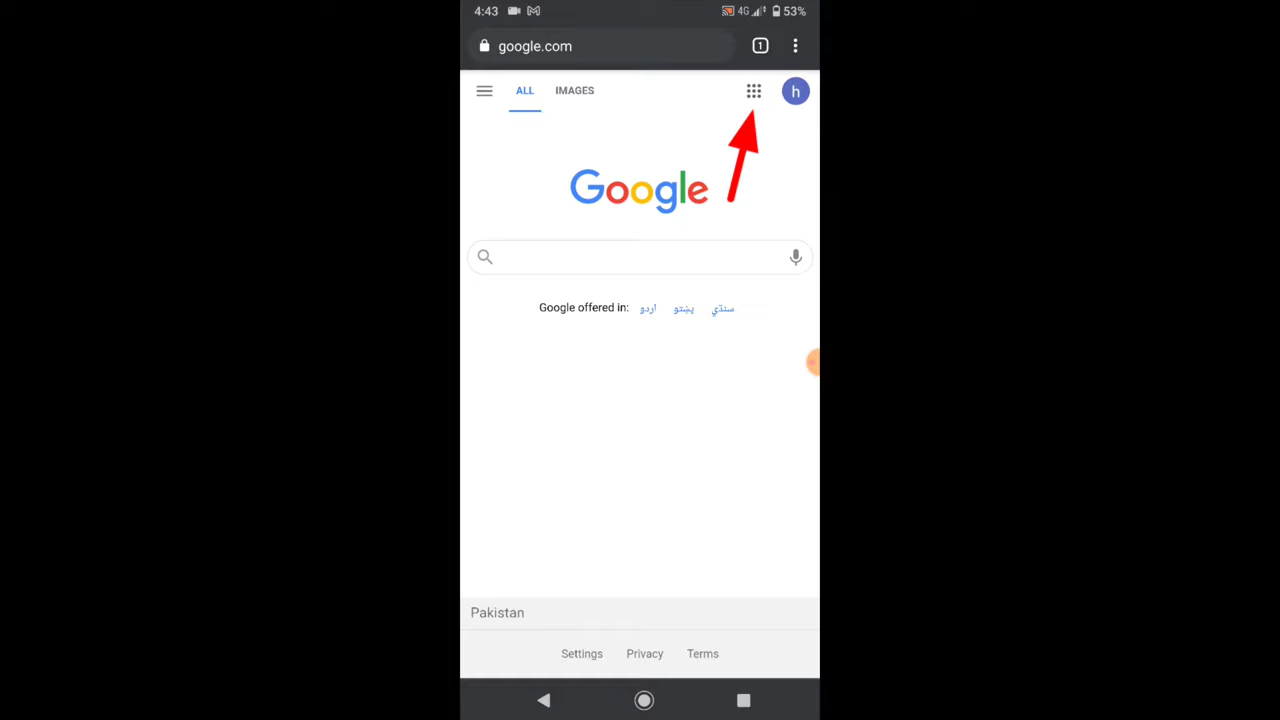 4:43 4G 53%
google.com 1
ALL IMAGES h
Google
Google offered in: اردو پښتو سنڌي
Pakistan
Settings Privacy Terms